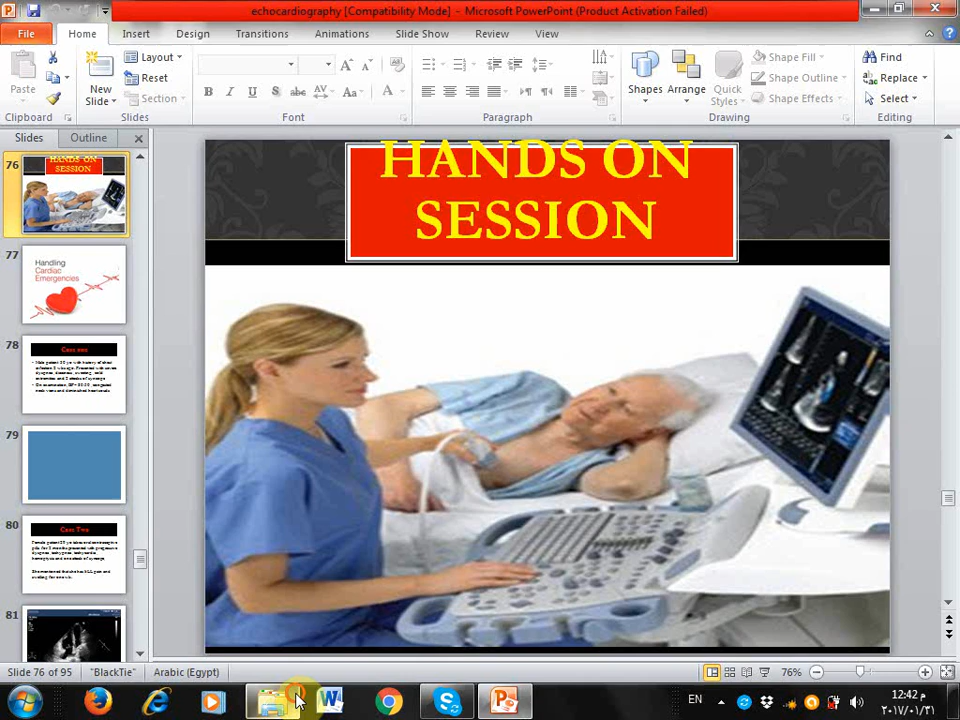 echocardiography [Compatibility Mode] - Microsoft PowerPoint (Product Activation Failed)
File Home Insert Design Transitions Animations Slide Show Review View
Paste
New
Slide
Layout
Reset
Section
Shapes Arrange Quick
Styles
Shape Fill
Shape Outline
Shape Effects
Find
Replace
Select
Clipboard Slides Font Paragraph Drawing Editing
Slides Outline
76
HANDS ON
SESSION
77
Handling
Cardiac
Emergencies
78
Case one
79
80
Case Two
81
HANDS ON
SESSION
Slide 76 of 95 "BlackTie" Arabic (Egypt) 76%
EN
12:42 م
٢٠١٧/٠١/٣١